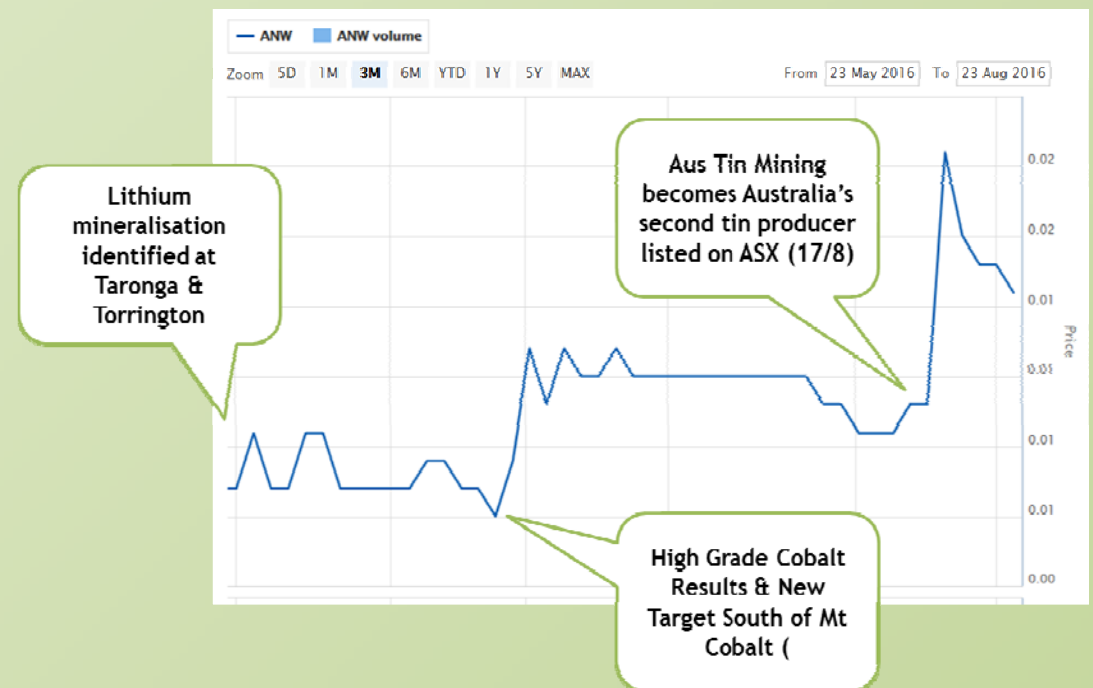 ANW ANW volume
Zoom 5D 1M 3M 6M YTD 1Y 5Y MAX From 23 May 2016 To 23 Aug 2016
Lithium
mineralisation
identified at
Taronga &
Torrington
Aus Tin Mining
becomes Australia's
second tin producer
listed on ASX (17/8)
High Grade Cobalt
Results & New
Target South of Mt
Cobalt (
0.02
0.02
0.01
0.01
0.01
0.01
0.00
Price